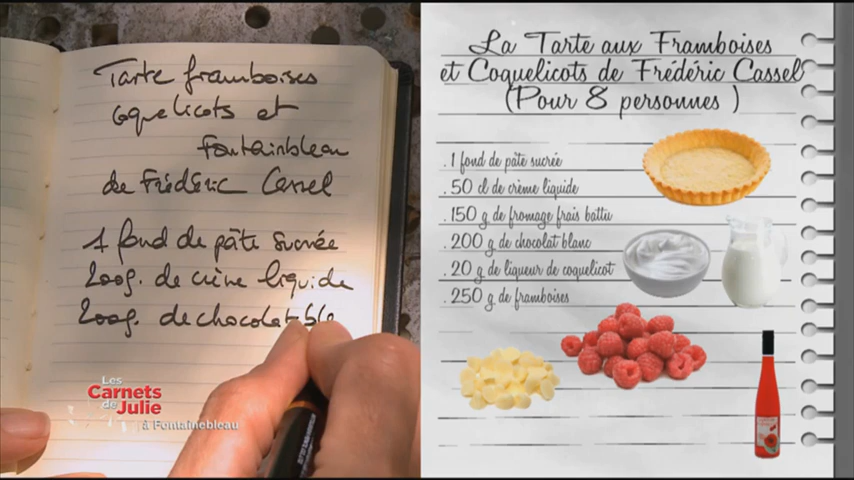 Tarte framboises
coquelicots et
fontainebleau
de Frédéric Cassel
1 fond de pâte sucrée
200g. de crème liquide
200g. de chocolat bl
Les
Carnets
de Julie
à Fontainebleau
La Tarte aux Framboises
et Coquelicots de Frédéric Cassel
(Pour 8 personnes )
. 1 fond de pâte sucrée
. 50 cl de crème liquide
. 150 g de fromage frais battu
. 200 g de chocolat blanc
. 20 g de liqueur de coquelicot
. 250 g de framboises